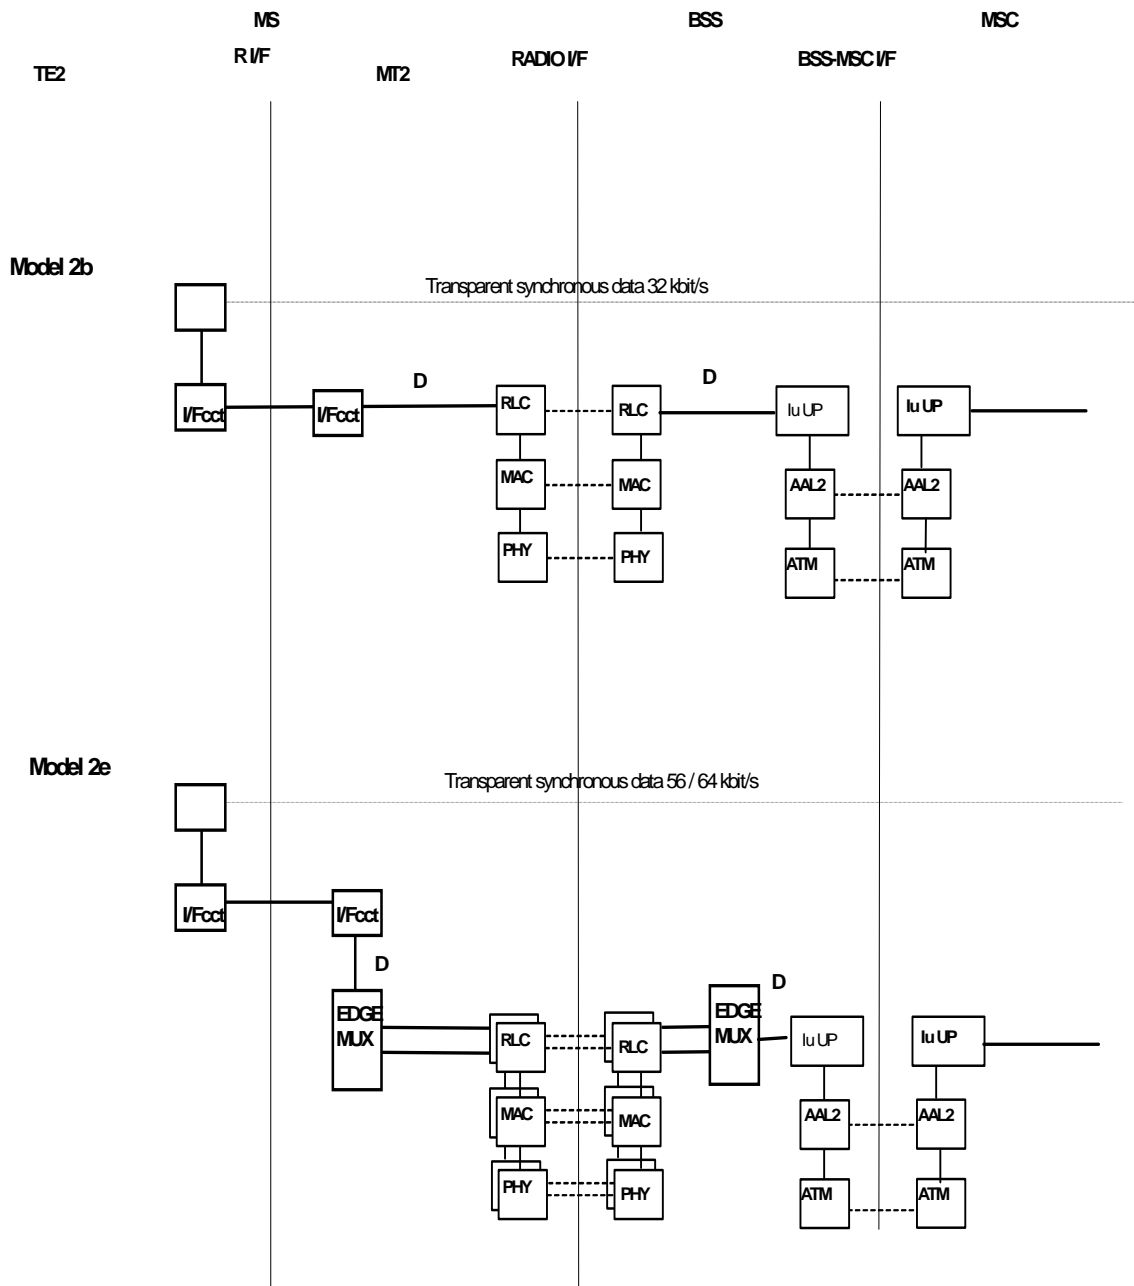 MS BSS MSC
R I/F RADIO I/F BSS-MSC I/F
TE2 MT2
Model 2b
Transparent synchronous data 32 kbit/s
D D
I/Fcct I/Fcct RLC RLC Iu UP Iu UP
MAC MAC AAL2 AAL2
PHY PHY ATM ATM
Model 2e
Transparent synchronous data 56 / 64 kbit/s
I/Fcct I/Fcct
D D
EDGE EDGE
MUX RLC RLC MUX Iu UP Iu UP
MAC MAC AAL2 AAL2
PHY PHY ATM ATM